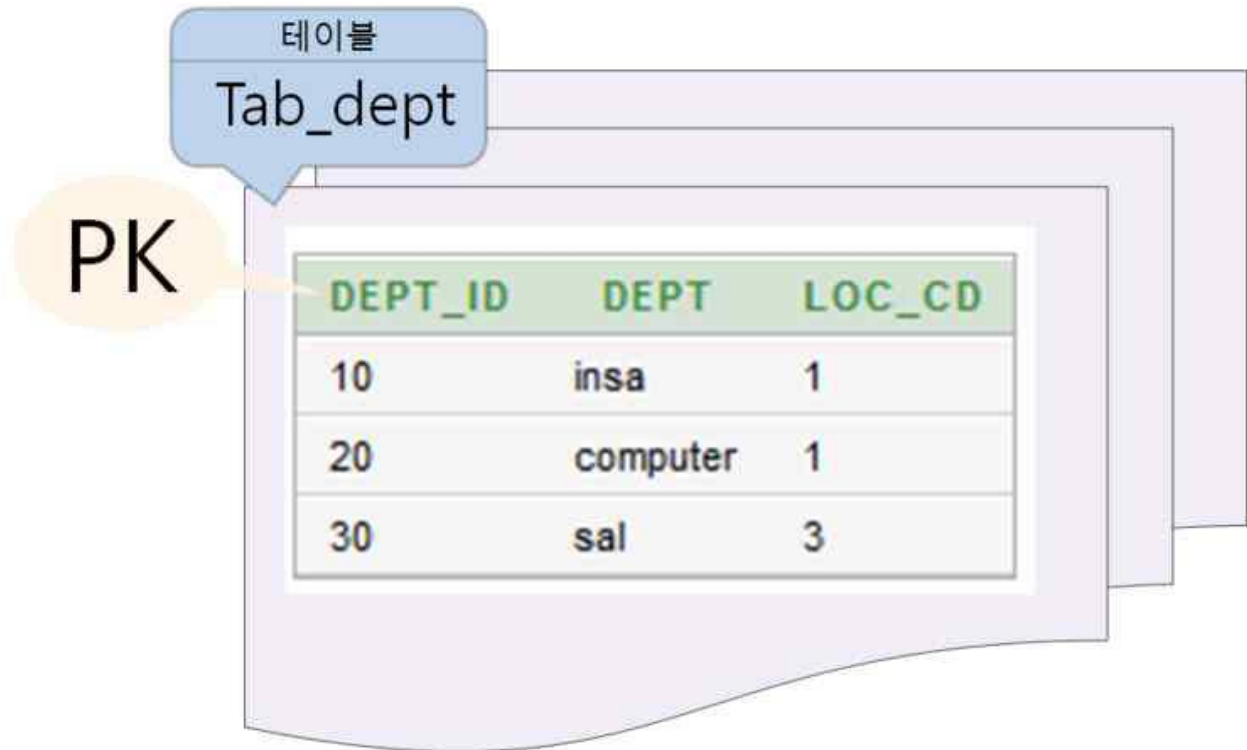 테이블
Tab_dept
PK
DEPT_ID DEPT LOC_CD
10 insa 1
20 computer 1
30 sal 3